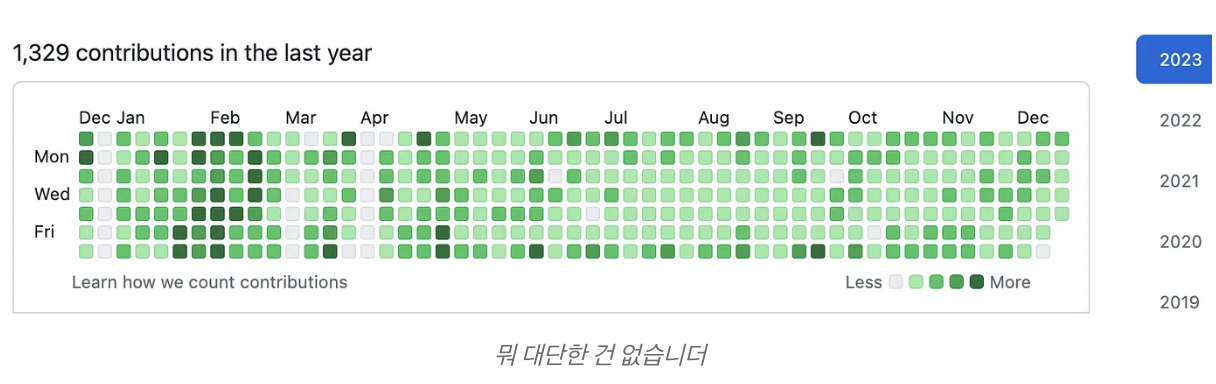 1,329 contributions in the last year
2023
Dec Jan Feb Mar Apr May Jun Jul Aug Sep Oct Nov Dec
Mon
2022
2021
Wed
Fri
2020
Learn how we count contributions
Less More
2019
뭐 대단한 건 없습니더